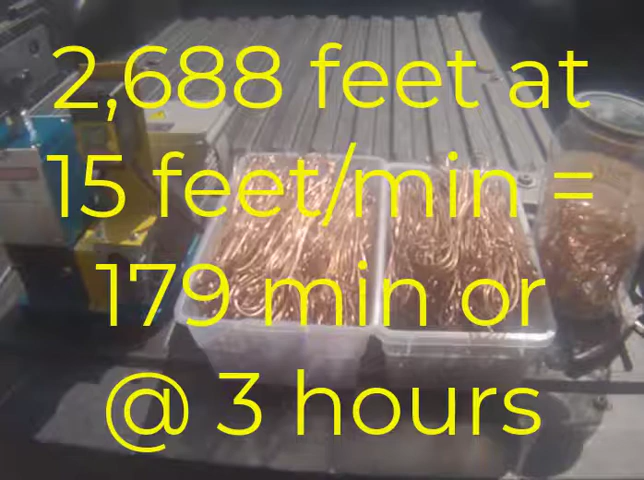 2,688 feet at
15 feet/min =
179 min or
@ 3 hours